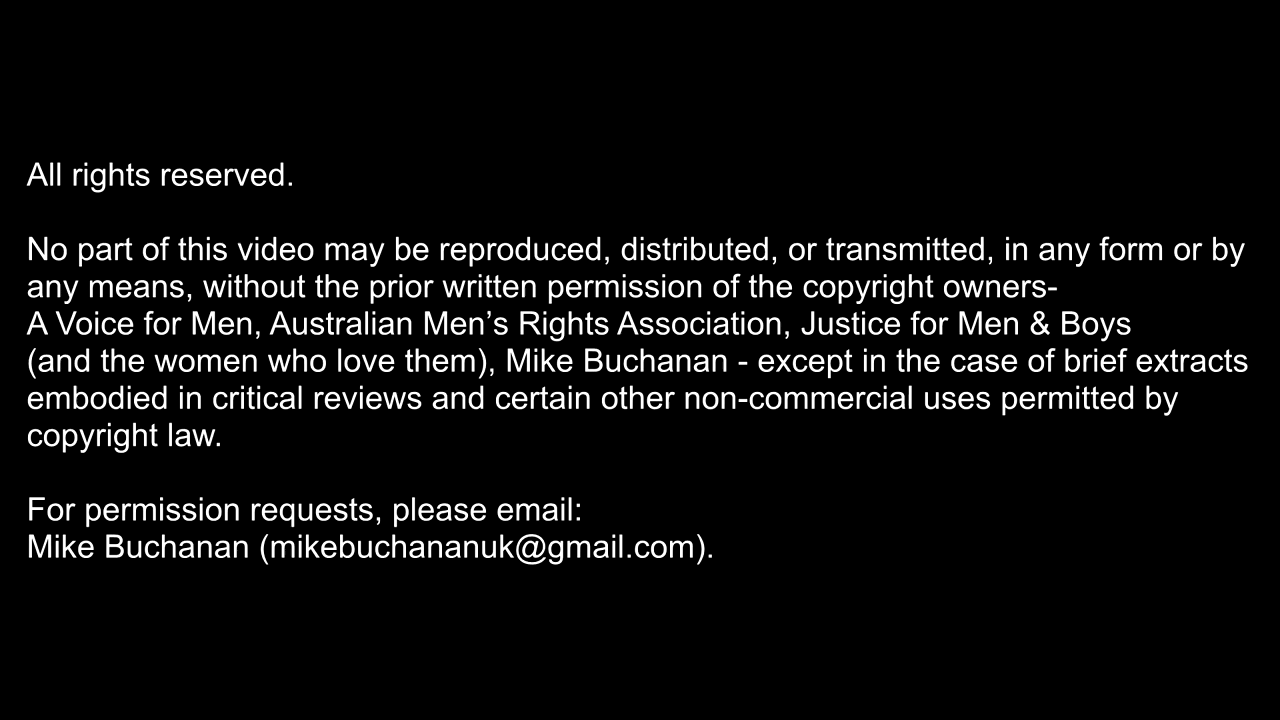 All rights reserved.
No part of this video may be reproduced, distributed, or transmitted, in any form or by
any means, without the prior written permission of the copyright owners-
A Voice for Men, Australian Men’s Rights Association, Justice for Men & Boys
(and the women who love them), Mike Buchanan - except in the case of brief extracts
embodied in critical reviews and certain other non-commercial uses permitted by
copyright law.
For permission requests, please email:
Mike Buchanan (mikebuchananuk@gmail.com).